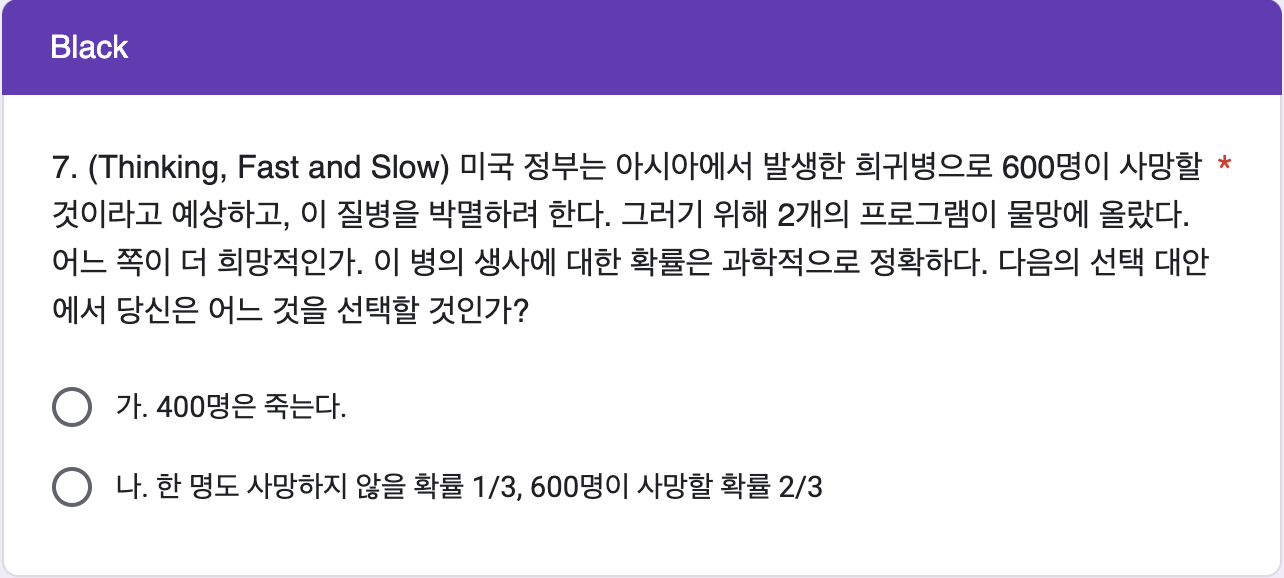 Black
7. (Thinking, Fast and Slow) 미국 정부는 아시아에서 발생한 희귀병으로 600명이 사망할 *
것이라고 예상하고, 이 질병을 박멸하려 한다. 그러기 위해 2개의 프로그램이 물망에 올랐다.
어느 쪽이 더 희망적인가. 이 병의 생사에 대한 확률은 과학적으로 정확하다. 다음의 선택 대안
에서 당신은 어느 것을 선택할 것인가?
가. 400명은 죽는다.
나. 한 명도 사망하지 않을 확률 1/3, 600명이 사망할 확률 2/3